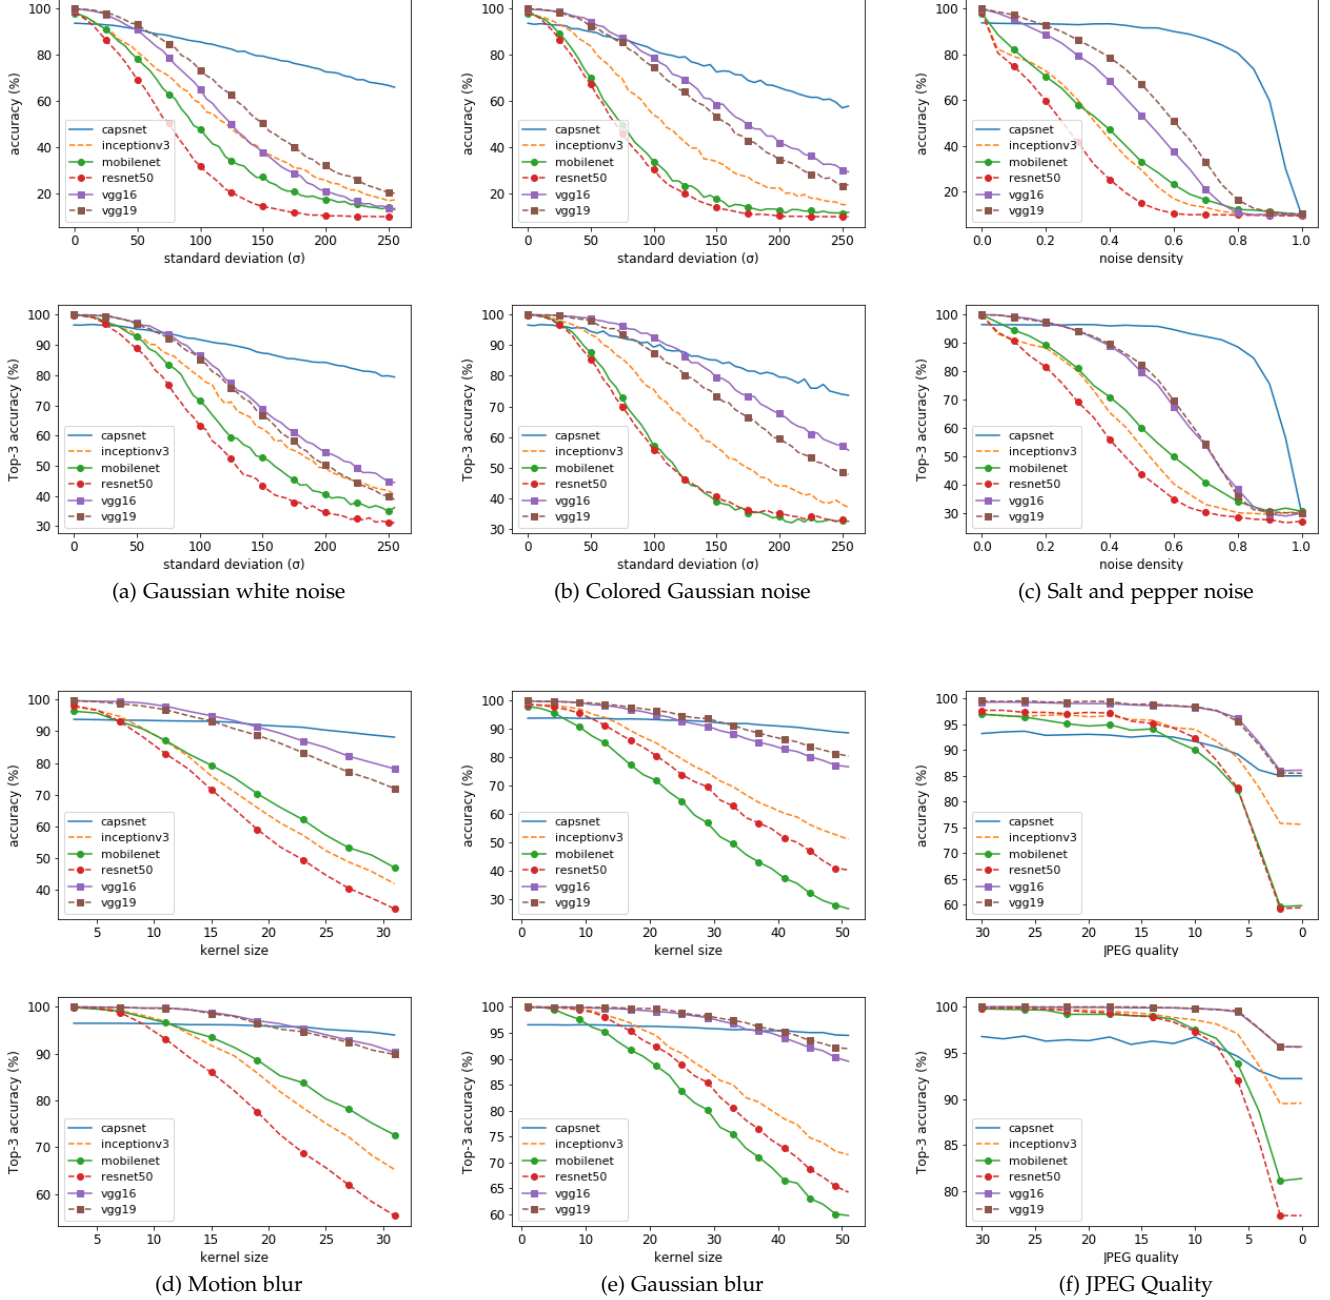 accuracy (%)
100
80
60
40
20
capsnet
inceptionv3
mobilenet
resnet50
vgg16
vgg19
0 50 100 150 200 250
standard deviation (σ)
accuracy (%)
100
80
60
40
20
capsnet
inceptionv3
mobilenet
resnet50
vgg16
vgg19
0 50 100 150 200 250
standard deviation (σ)
accuracy (%)
100
80
60
40
20
capsnet
inceptionv3
mobilenet
resnet50
vgg16
vgg19
0.0 0.2 0.4 0.6 0.8 1.0
noise density
Top-3 accuracy (%)
100
90
80
70
60
50
40
30
capsnet
inceptionv3
mobilenet
resnet50
vgg16
vgg19
0 50 100 150 200 250
standard deviation (σ)
(a) Gaussian white noise
Top-3 accuracy (%)
100
90
80
70
60
50
40
30
capsnet
inceptionv3
mobilenet
resnet50
vgg16
vgg19
0 50 100 150 200 250
standard deviation (σ)
(b) Colored Gaussian noise
Top-3 accuracy (%)
100
90
80
70
60
50
40
30
capsnet
inceptionv3
mobilenet
resnet50
vgg16
vgg19
0.0 0.2 0.4 0.6 0.8 1.0
noise density
(c) Salt and pepper noise
accuracy (%)
100
90
80
70
60
50
40
capsnet
inceptionv3
mobilenet
resnet50
vgg16
vgg19
5 10 15 20 25 30
kernel size
accuracy (%)
100
90
80
70
60
50
40
30
capsnet
inceptionv3
mobilenet
resnet50
vgg16
vgg19
0 10 20 30 40 50
kernel size
accuracy (%)
100
95
90
85
80
75
70
65
60
capsnet
inceptionv3
mobilenet
resnet50
vgg16
vgg19
30 25 20 15 10 5 0
JPEG quality
Top-3 accuracy (%)
100
90
80
70
60
capsnet
inceptionv3
mobilenet
resnet50
vgg16
vgg19
5 10 15 20 25 30
kernel size
(d) Motion blur
Top-3 accuracy (%)
100
95
90
85
80
75
70
65
60
capsnet
inceptionv3
mobilenet
resnet50
vgg16
vgg19
0 10 20 30 40 50
kernel size
(e) Gaussian blur
Top-3 accuracy (%)
100
95
90
85
80
capsnet
inceptionv3
mobilenet
resnet50
vgg16
vgg19
30 25 20 15 10 5 0
JPEG quality
(f) JPEG Quality